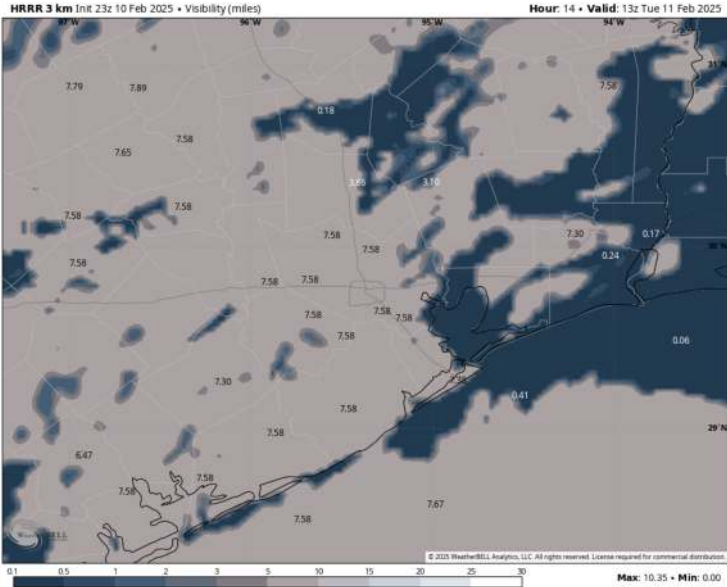 HRRR 3 km Init 23z 10 Feb 2025 • Visibility (miles)
Hour: 14 • Valid: 13z Tue 11 Feb 2025
97°W 96°W 95°W 94°W
31°N
7.79 7.89 7.58
0.18
7.58
7.65
3.66 3.10
7.58 7.58
7.58 7.30 0.17
7.58 30°N
7.58 0.24
7.58 7.58
7.58 7.58 7.58
7.58 0.06
7.30 0.41
7.58
7.58 29°N
6.47
7.58 7.58
7.67
7.58
© 2025 WeatherBELL Analytics, LLC. All rights reserved. License required for commercial distribution.
0.1 0.5 1 2 3 5 10 15 20 25 30
Max: 10.35 • Min: 0.00